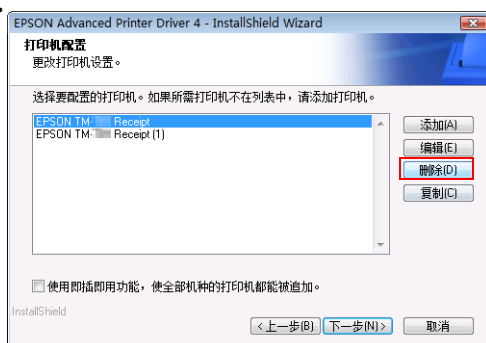 EPSON Advanced Printer Driver 4 - InstallShield Wizard
打印机配置
更改打印机设置。
选择要配置的打印机。如果所需打印机不在列表中，请添加打印机。
EPSON TM- Receipt
EPSON TM- Receipt (1)
添加(A)
编辑(E)
删除(D)
复制(C)
使用即插即用功能，使全部机种的打印机都能被追加。
InstallShield
<上一步(B)
下一步(N)>
取消